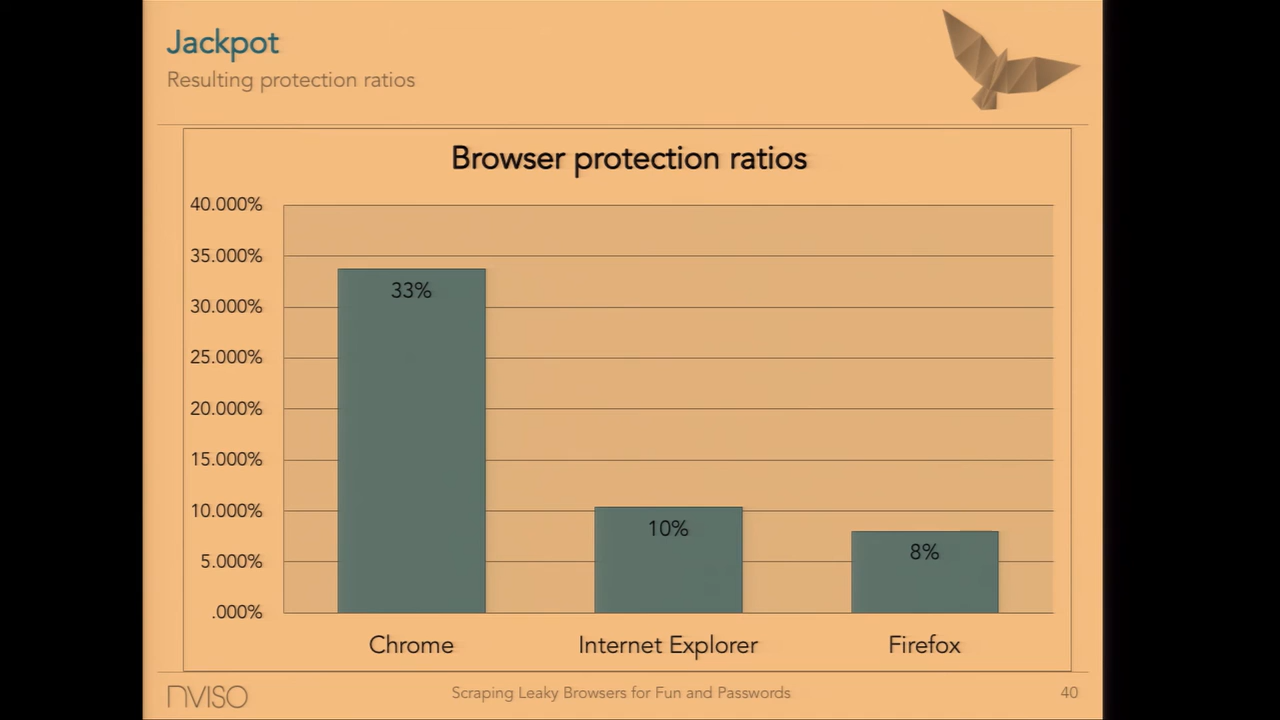 Jackpot
Resulting protection ratios
Browser protection ratios
40.000%
35.000%
30.000%
25.000%
20.000%
15.000%
10.000%
5.000%
.000%
33%
10%
8%
Chrome
Internet Explorer
Firefox
NVISO
Scraping Leaky Browsers for Fun and Passwords
40